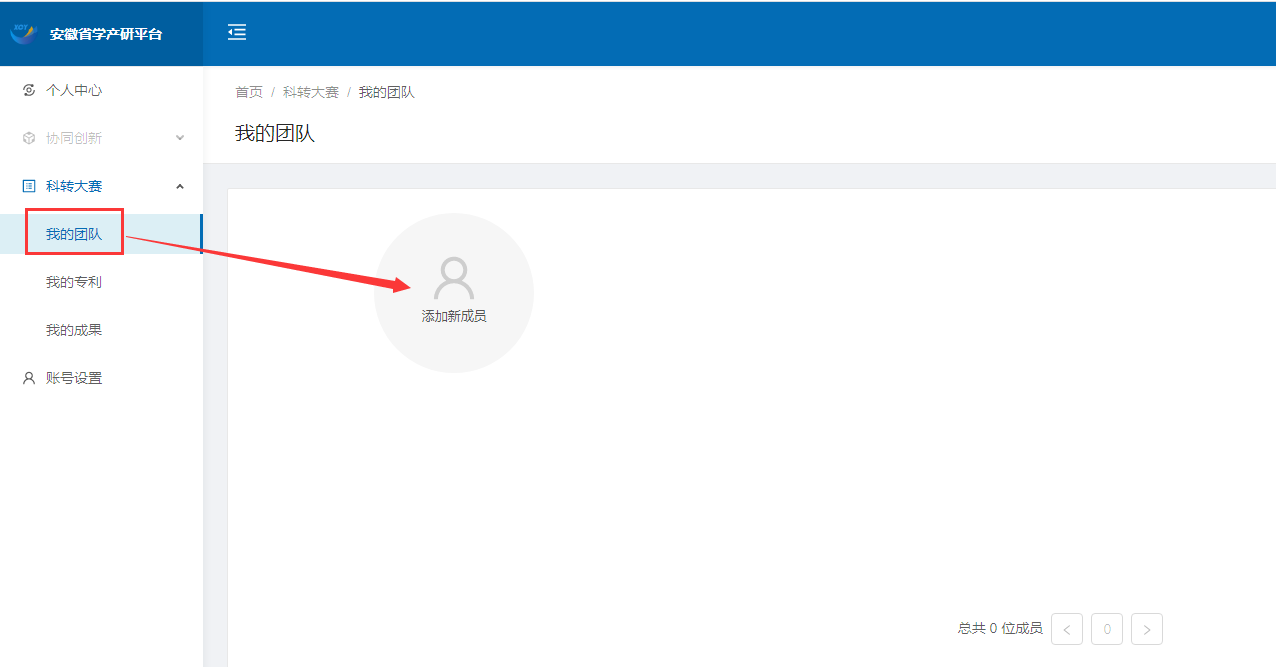 XOY
安徽省学产研平台
个人中心
协同创新
科转大赛
我的团队
我的专利
我的成果
账号设置
首页 / 科转大赛 / 我的团队
我的团队
添加新成员
总共 0 位成员 < 0 >